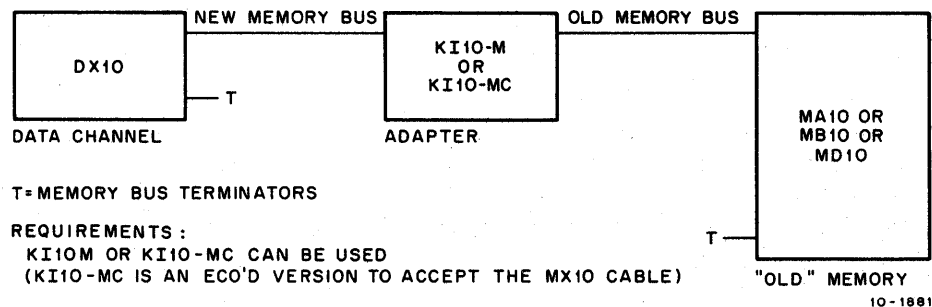 NEW MEMORY BUS
OLD MEMORY BUS
DX10
KI10-M
OR
KI10-MC
T
MA10 OR
MB10 OR
MD10
DATA CHANNEL
ADAPTER
T=MEMORY BUS TERMINATORS
REQUIREMENTS:
KI10M OR KI10-MC CAN BE USED
(KI10-MC IS AN ECO'D VERSION TO ACCEPT THE MX10 CABLE)
T
"OLD" MEMORY
10-1881